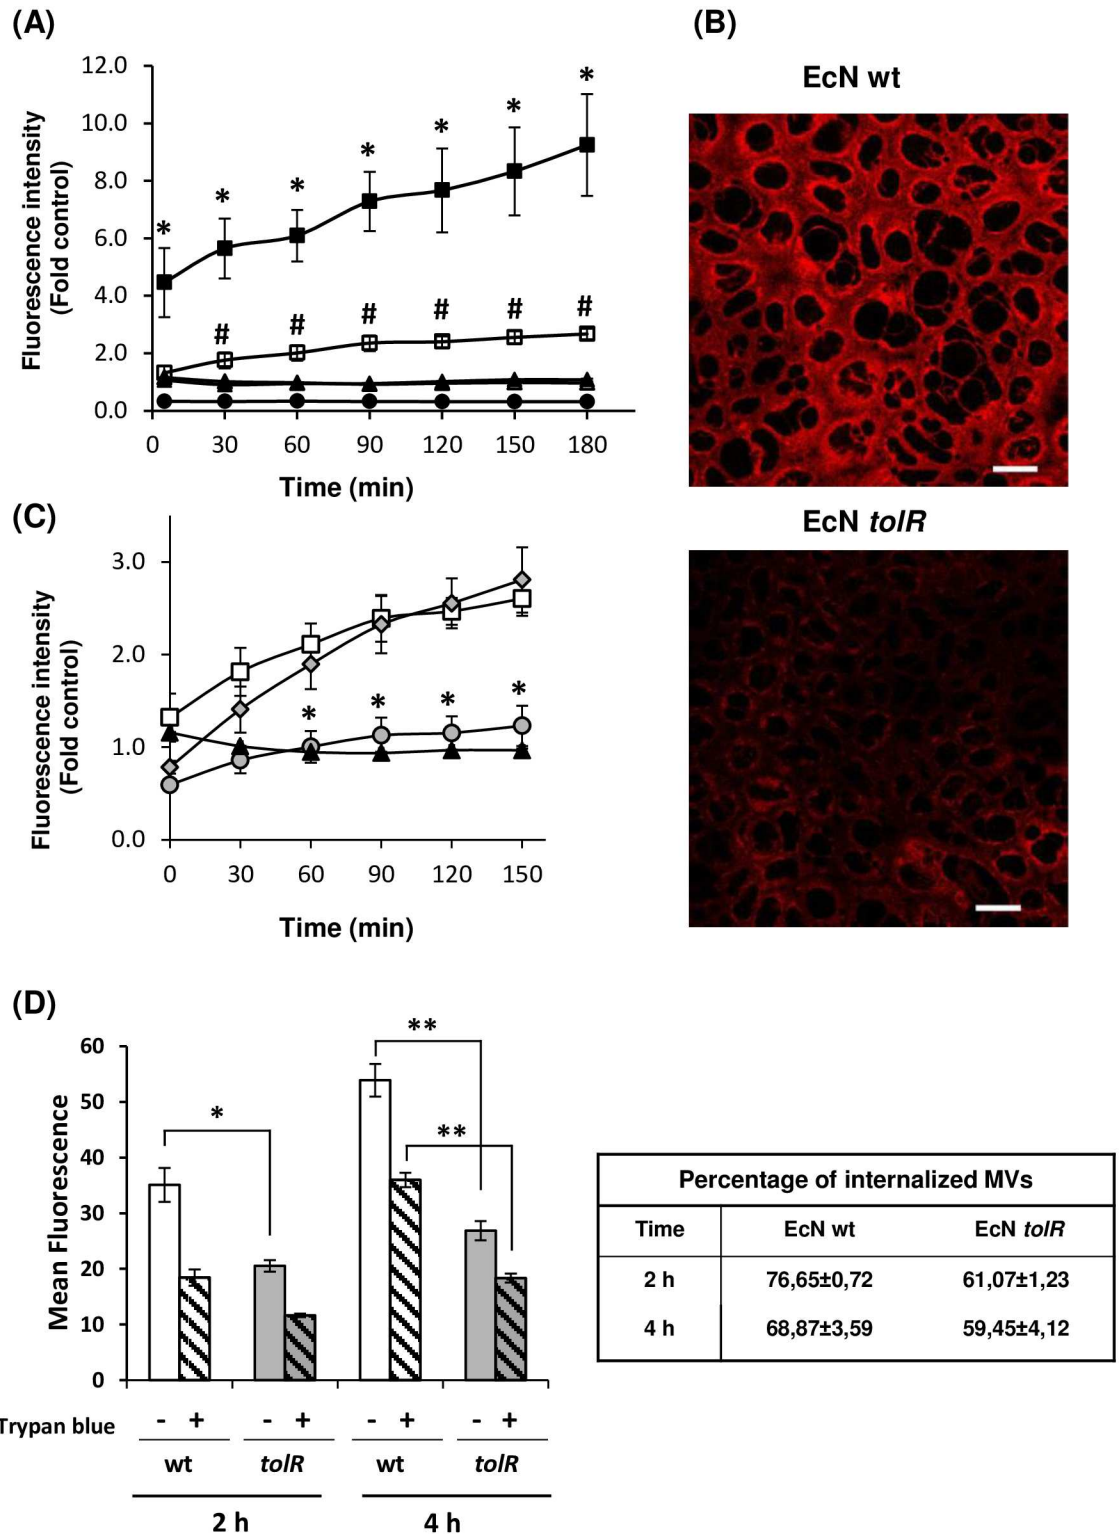 (A)
12.0
10.0
8.0
6.0
4.0
2.0
0.0
Fluorescence intensity
(Fold control)
* * * * * * *
# # # # # #
0 30 60 90 120 150 180
Time (min)
(B)
EcN wt
EcN tolR
(C)
3.0
2.0
1.0
0.0
Fluorescence intensity
(Fold control)
* * * *
0 30 60 90 120 150
Time (min)
(D)
60
50
40
30
20
10
0
Mean Fluorescence
*
**
**
Trypan blue - + - + - + - +
wt tolR wt tolR
2 h 4 h
Percentage of internalized MVs
Time EcN wt EcN tolR
2 h 76,65±0,72 61,07±1,23
4 h 68,87±3,59 59,45±4,12